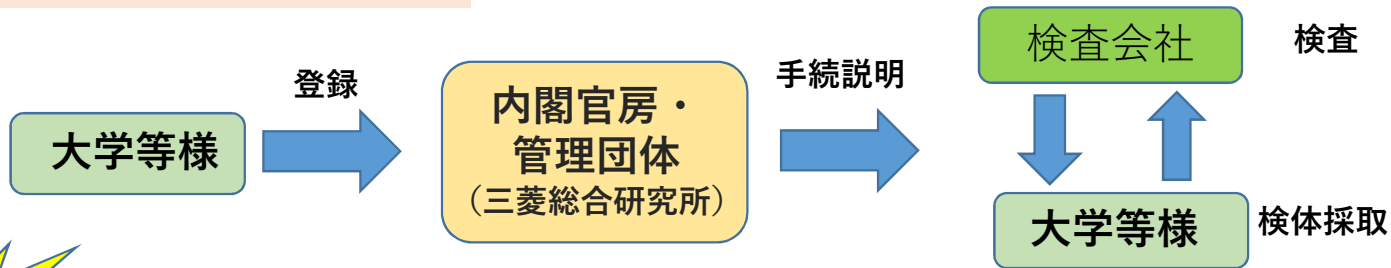 大学等様
登録
内閣官房・
管理団体
（三菱総合研究所）
手続説明
検査会社
検査
大学等様
検体採取